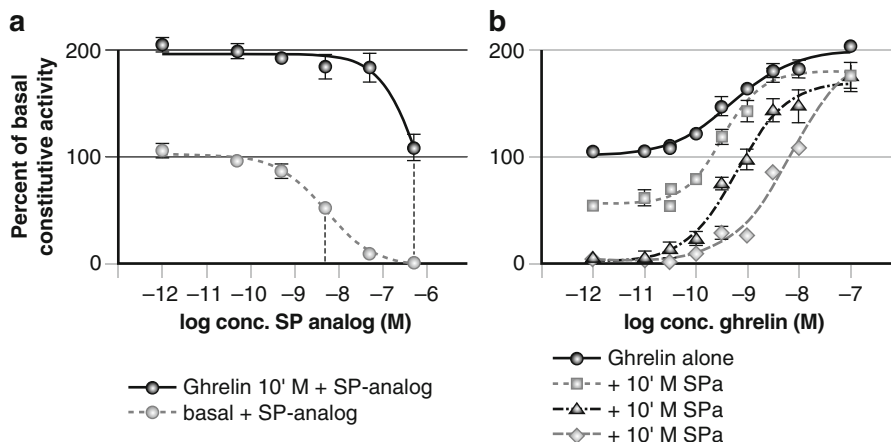 a
b
Percent of basal
constitutive activity
200
100
0
−12 −11 −10 −9 −8 −7 −6
log conc. SP analog (M)
200
100
0
−12 −11 −10 −9 −8 −7
log conc. ghrelin (M)
Ghrelin 10' M + SP-analog
basal + SP-analog
Ghrelin alone
+ 10' M SPa
+ 10' M SPa
+ 10' M SPa